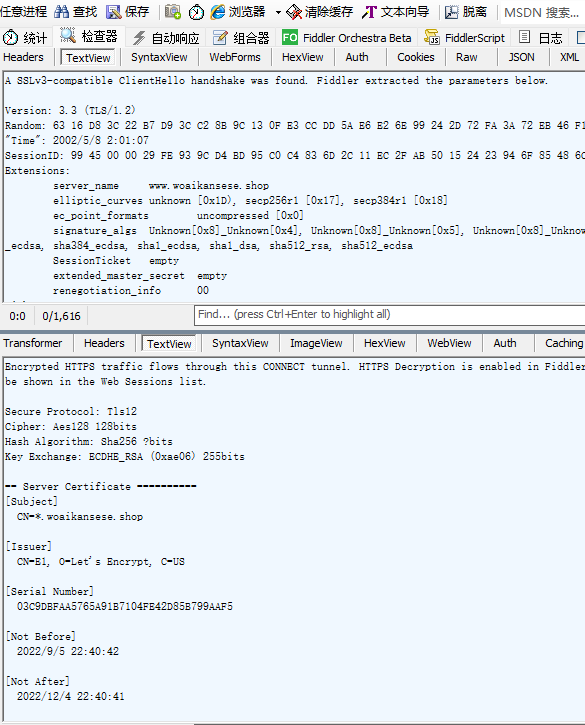 任意进程 查找 保存 浏览器 清除缓存 文本向导 脱离 MSDN 搜索...
统计 检查器 自动响应 组合器 FO Fiddler Orchestra Beta FiddlerScript 日志
Headers TextView SyntaxView WebForms HexView Auth Cookies Raw JSON XML
A SSLv3-compatible ClientHello handshake was found. Fiddler extracted the parameters below.
Version: 3.3 (TLS/1.2)
Random: 63 16 D8 3C 22 B7 D9 3C C2 8B 9C 13 0F E3 CC DD 5A E6 E2 6E 99 24 2D 72 FA 3A 72 EB 46 F1
"Time": 2002/5/8 2:01:07
SessionID: 99 45 00 00 29 FE 93 9C D4 BD 95 C0 C4 83 6D 2C 11 EC 2F AB 50 15 24 23 94 6F 85 48 6C
Extensions:
server_name www.woaikansese.shop
elliptic_curves unknown [0x1D), secp256r1 [0x17], secp384r1 [0x18]
ec_point_formats uncompressed [0x0]
signature_algs Unknown[0x8]_Unknown[0x4], Unknown[0x8]_Unknown[0x5], Unknown[0x8]_Unknow
_ecdsa, sha384_ecdsa, sha1_ecdsa, sha1_dsa, sha512_rsa, sha512_ecdsa
SessionTicket empty
extended_master_secret empty
renegotiation_info 00
0:0 0/1,616 Find... (press Ctrl+Enter to highlight all)
Transformer Headers TextView SyntaxView ImageView HexView WebView Auth Caching
Encrypted HTTPS traffic flows through this CONNECT tunnel. HTTPS Decryption is enabled in Fiddler
be shown in the Web Sessions list.
Secure Protocol: Tls12
Cipher: Aes128 128bits
Hash Algorithm: Sha256 ?bits
Key Exchange: ECDHE_RSA (0xae06) 255bits
== Server Certificate ==========
[Subject]
CN=*.woaikansese.shop
[Issuer]
CN=E1, O=Let's Encrypt, C=US
[Serial Number]
03C9DBFAA5765A91B7104FE42D85B799AAF5
[Not Before]
2022/9/5 22:40:42
[Not After]
2022/12/4 22:40:41